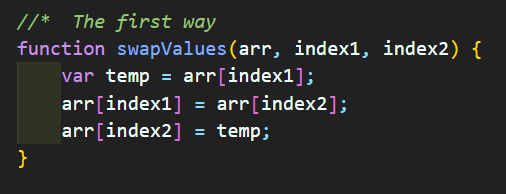 //*  The first way
function swapValues(arr, index1, index2) {
    var temp = arr[index1];
    arr[index1] = arr[index2];
    arr[index2] = temp;
}